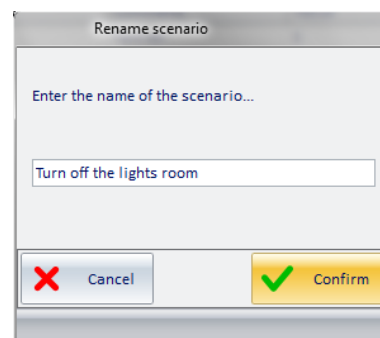 Rename scenario
Enter the name of the scenario...
Turn off the lights room
Cancel
Confirm